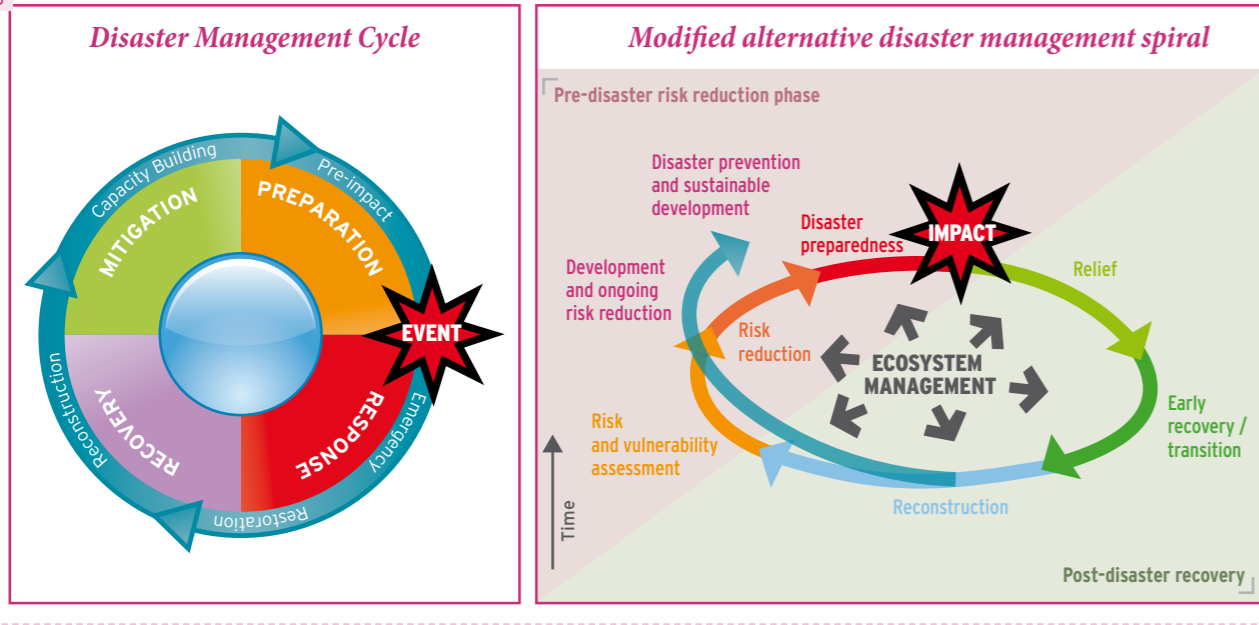 Disaster Management Cycle
Capacity Building
Pre-impact
MITIGATION
PREPARATION
EVENT
Reconstruction
RECOVERY
RESPONSE
Emergency
Restoration
Modified alternative disaster management spiral
Pre-disaster risk reduction phase
Disaster prevention
and sustainable
development
Disaster
preparedness
IMPACT
Relief
Development
and ongoing
risk reduction
Risk
reduction
ECOSYSTEM
MANAGEMENT
Early
recovery /
transition
Risk
and vulnerability
assessment
Reconstruction
Time
Post-disaster recovery